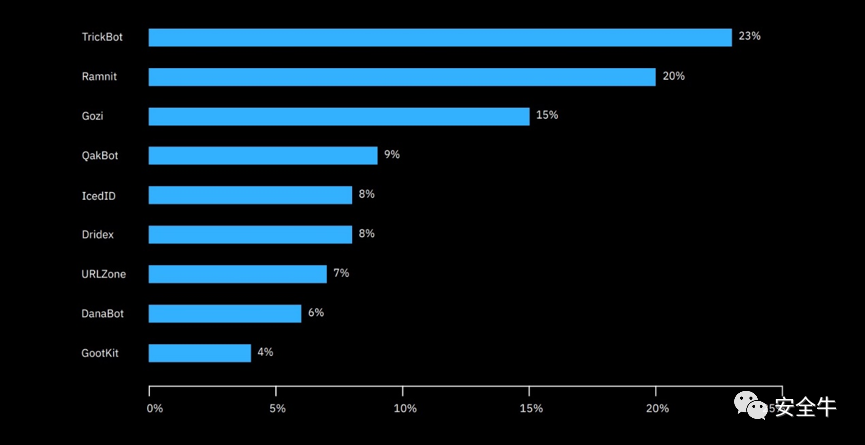 TrickBot 23%
Ramnit 20%
Gozi 15%
QakBot 9%
IcedID 8%
Dridex 8%
URLZone 7%
DanaBot 6%
GootKit 4%
0% 5% 10% 15% 20%
安全牛